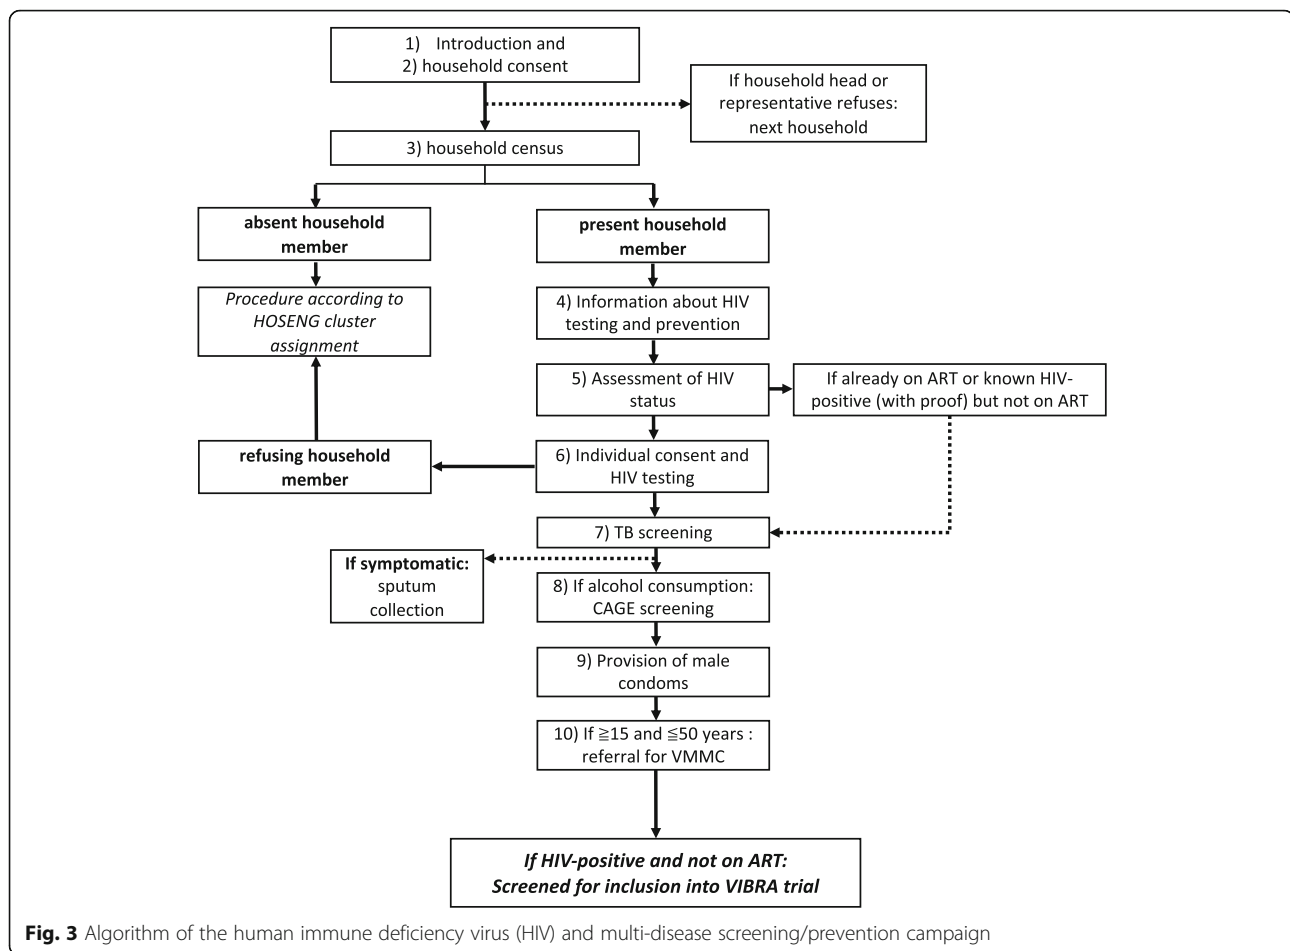 1) Introduction and
2) household consent
If household head or
representative refuses:
next household
3) household census
absent household
member
present household
member
Procedure according to
HOSENG cluster
assignment
4) Information about HIV
testing and prevention
5) Assessment of HIV
status
If already on ART or known HIV-
positive (with proof) but not on ART
refusing household
member
6) Individual consent and
HIV testing
7) TB screening
If symptomatic:
sputum
collection
8) If alcohol consumption:
CAGE screening
9) Provision of male
condoms
10) If ≧15 and ≦50 years :
referral for VMMC
If HIV-positive and not on ART:
Screened for inclusion into VIBRA trial
Fig. 3 Algorithm of the human immune deficiency virus (HIV) and multi-disease screening/prevention campaign